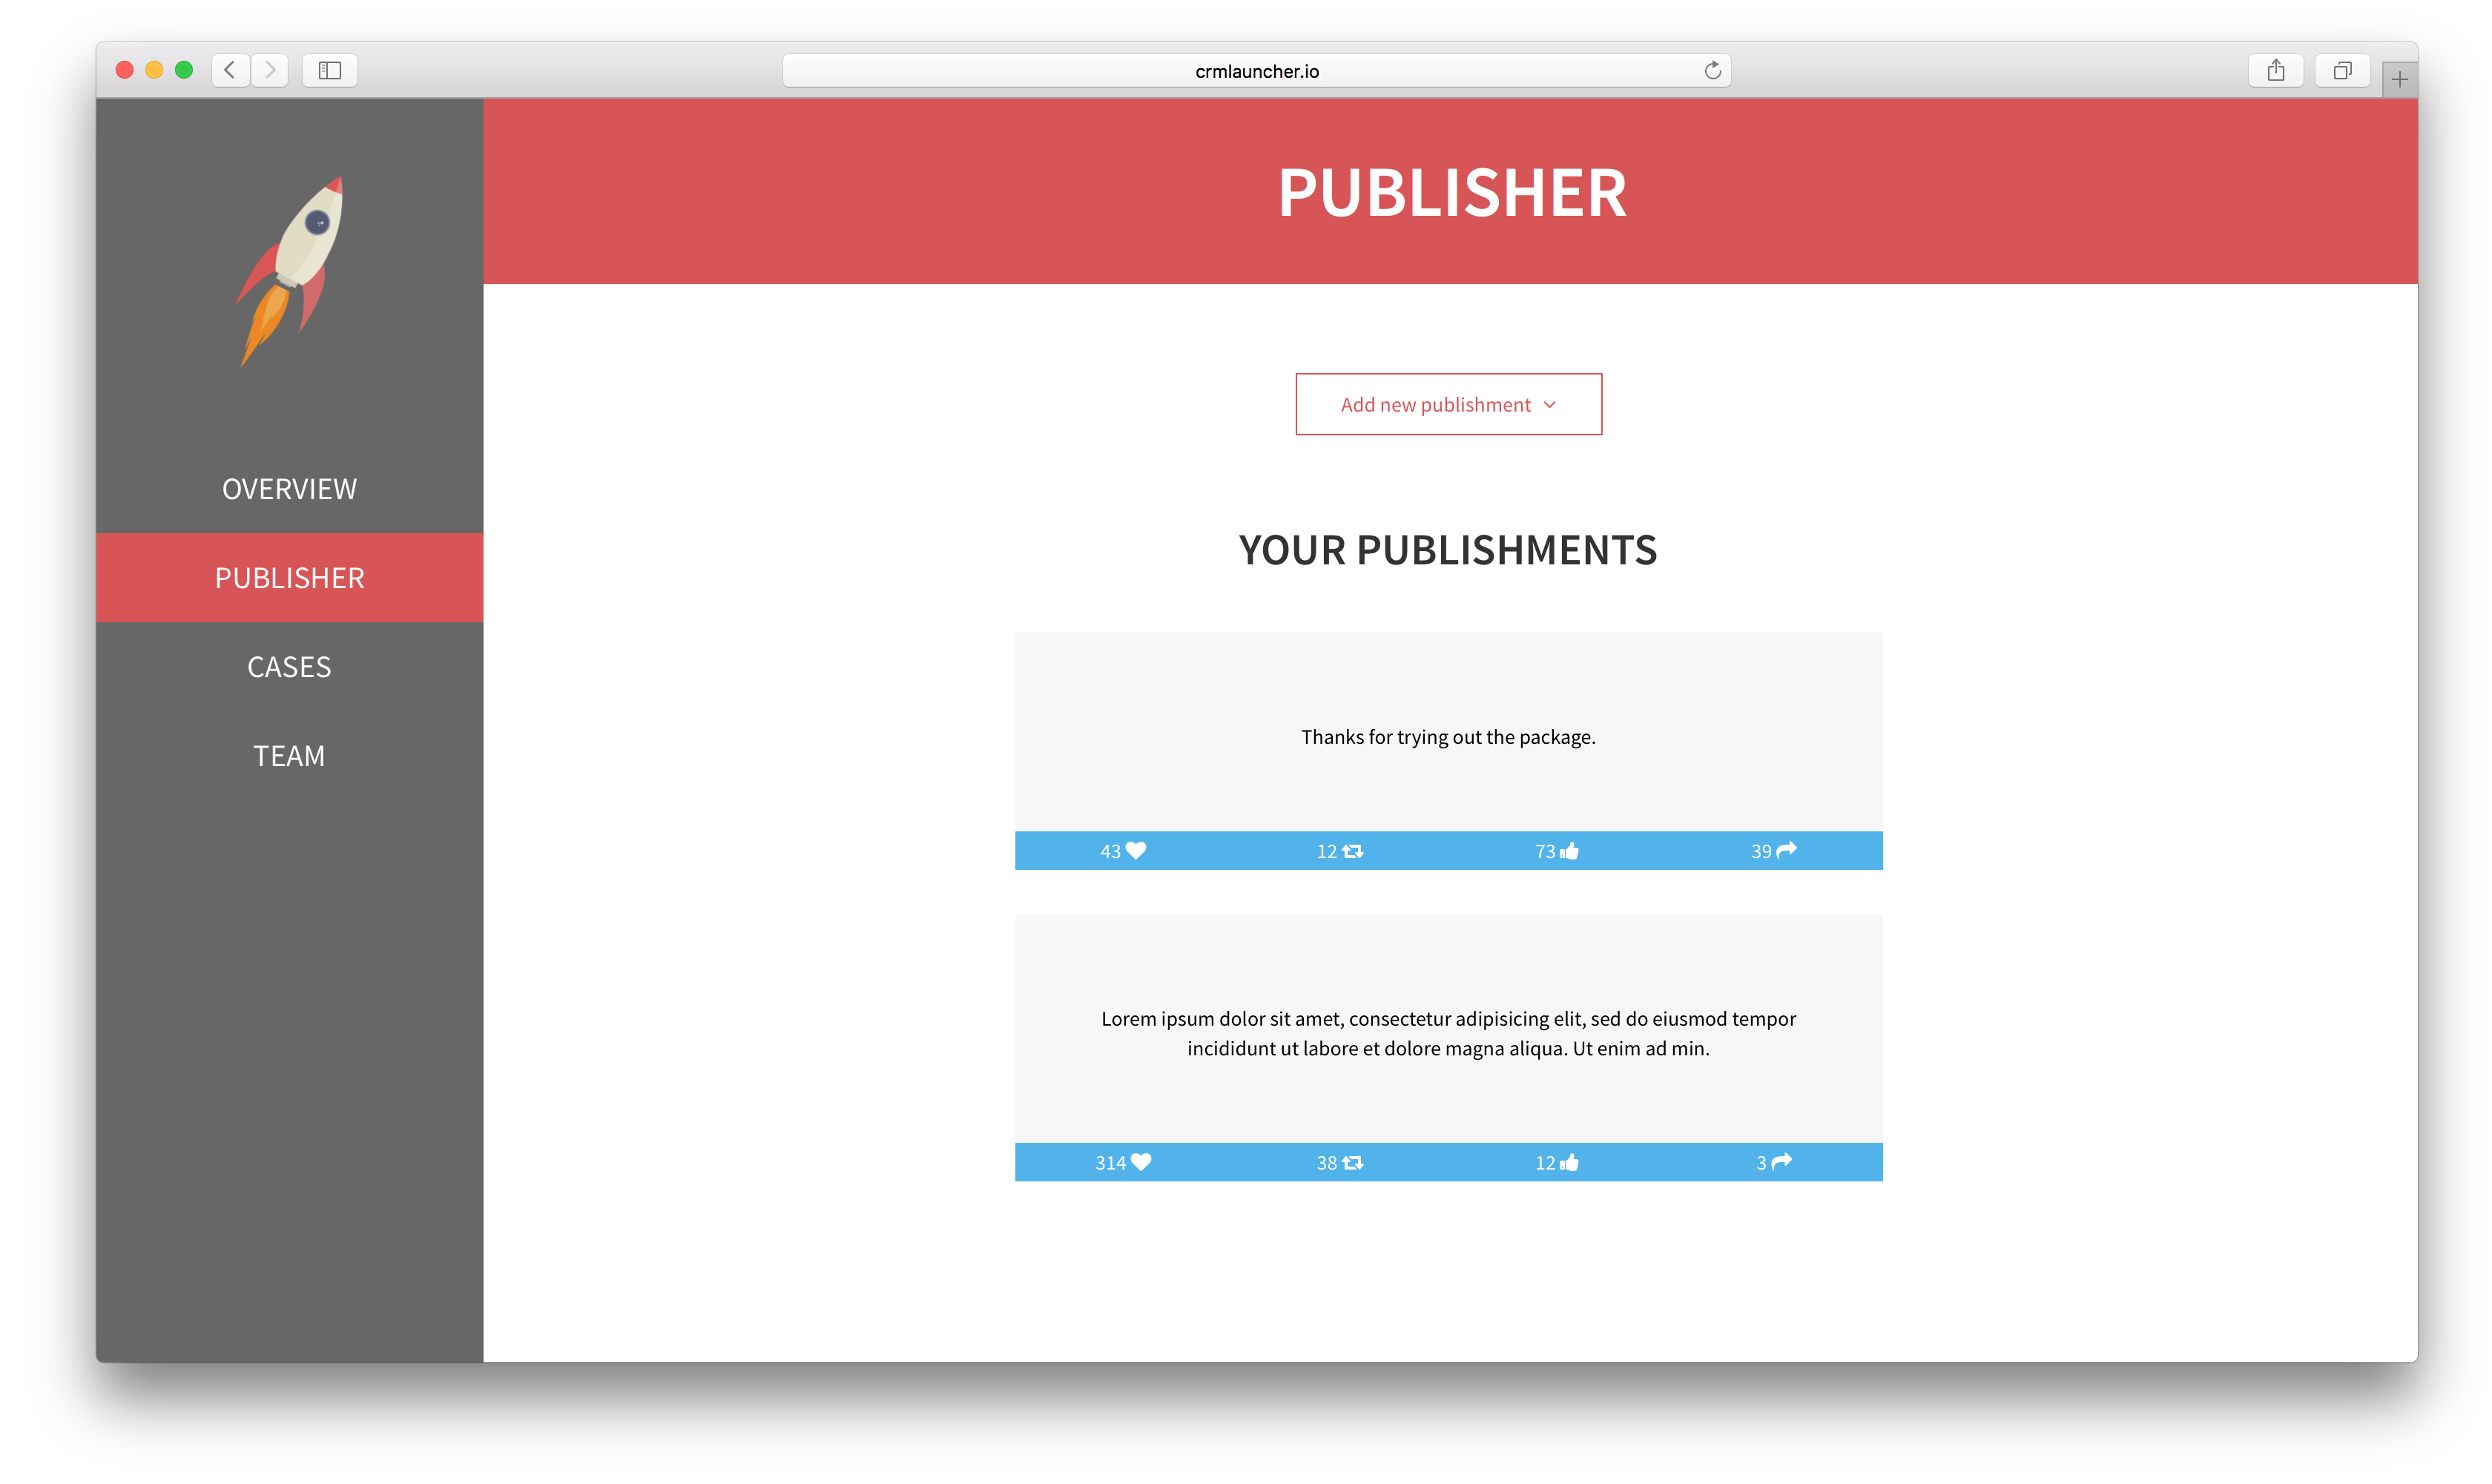 crmlauncher.io
PUBLISHER
OVERVIEW
PUBLISHER
CASES
TEAM
Add new publishment
YOUR PUBLISHMENTS
Thanks for trying out the package.
43 12 73 39
Lorem ipsum dolor sit amet, consectetur adipisicing elit, sed do eiusmod tempor
incididunt ut labore et dolore magna aliqua. Ut enim ad min.
314 38 12 3